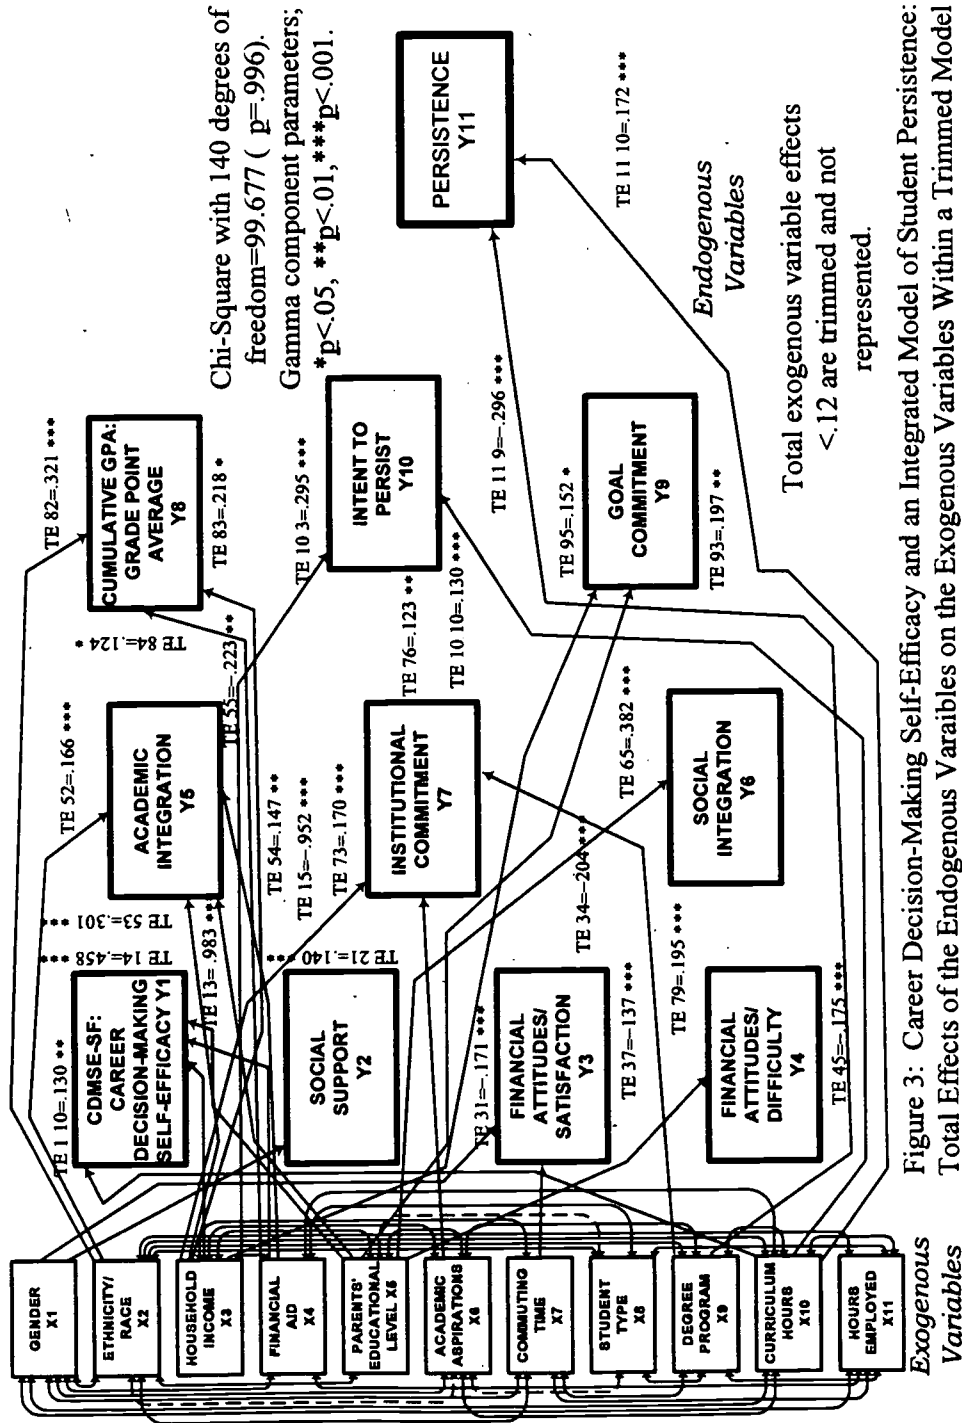 Chi-Square with 140 degrees of
freedom=99.677 ( p=.996).
Gamma component parameters;
*p<.05, **p<.01,***p<.001.
TE 82=.321 ***
CUMULATIVE GPA:
GRADE POINT
AVERAGE
Y8
TE 83=.218 *
TE 84=.124 *
TE 10 3=.295 ***
INTENT TO
PERSIST
Y10
TE 11 9=-.296 ***
PERSISTENCE
Y11
TE 11 10=.172 ***
Endogenous
Variables
Total exogenous variable effects
<.12 are trimmed and not
represented.
TE 95=.152 *
GOAL
COMMITMENT
Y9
TE 93=.197 **
TE 52=.166 ***
ACADEMIC
INTEGRATION
Y5
TE 55=-.223 **
TE 53=.301 ***
TE 54=.147 **
TE 15=-.952 ***
TE 73=.170 ***
INSTITUTIONAL
COMMITMENT
Y7
TE 76=.123 **
TE 10 10=.130 ***
TE 65=.382 ***
SOCIAL
INTEGRATION
Y6
TE 34=-204 ***
TE 79=.195 ***
TE 14=.458 ***
TE 13= .983 ***
TE 1 10=.130 **
CDMSE-SF:
CAREER
DECISION-MAKING
SELF-EFFICACY Y1
TE 21=.140 ***
SOCIAL
SUPPORT
Y2
TE 31=-.171 ***
FINANCIAL
ATTITUDES/
SATISFACTION
Y3
TE 37=-137 ***
FINANCIAL
ATTITUDES/
DIFFICULTY
Y4
TE 45=-.175 ***
GENDER
X1
ETHNICITY/
RACE
X2
HOUSEHOLD
INCOME
X3
FINANCIAL
AID
X4
PARENTS'
EDUCATIONAL
LEVEL X5
ACADEMIC
ASPIRATIONS
X6
COMMUTING
TIME
X7
STUDENT
TYPE
X8
DEGREE
PROGRAM
X9
CURRICULUM
HOURS
X10
HOURS
EMPLOYED
X11
Exogenous
Variables
Figure 3: Career Decision-Making Self-Efficacy and an Integrated Model of Student Persistence:
Total Effects of the Endogenous Varaibles on the Exogenous Variables Within a Trimmed Model